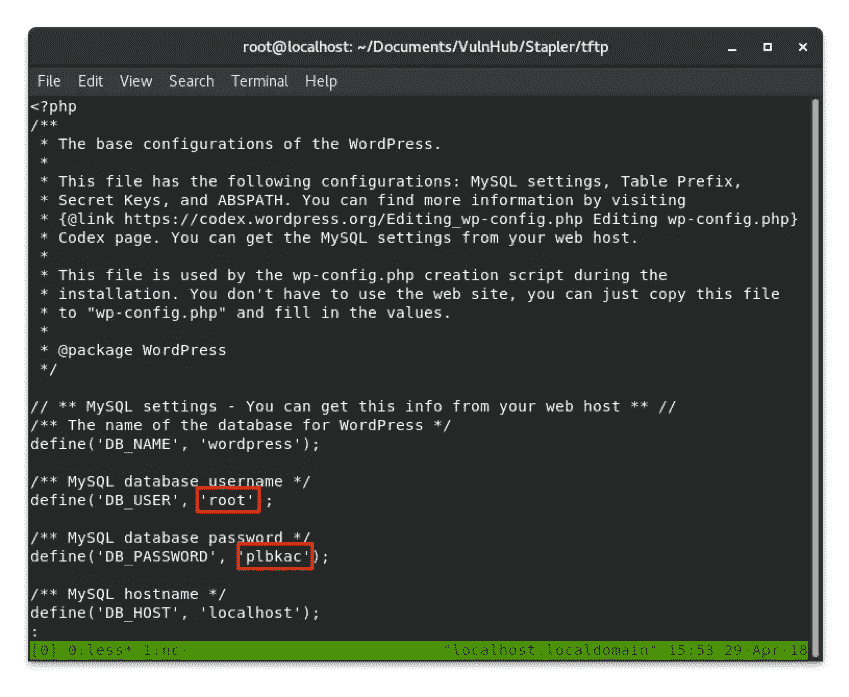 root@localhost: ~/Documents/VulnHub/Stapler/tftp
File Edit View Search Terminal Help
<?php
/**
 * The base configurations of the WordPress.
 *
 * This file has the following configurations: MySQL settings, Table Prefix,
 * Secret Keys, and ABSPATH. You can find more information by visiting
 * {@link https://codex.wordpress.org/Editing_wp-config.php Editing wp-config.php}
 * Codex page. You can get the MySQL settings from your web host.
 *
 * This file is used by the wp-config.php creation script during the
 * installation. You don't have to use the web site, you can just copy this file
 * to "wp-config.php" and fill in the values.
 *
 * @package WordPress
 */

// ** MySQL settings - You can get this info from your web host ** //
/** The name of the database for WordPress */
define('DB_NAME', 'wordpress');

/** MySQL database username */
define('DB_USER', 'root' ;

/** MySQL database password */
define('DB_PASSWORD', 'plbkac');

/** MySQL hostname */
define('DB_HOST', 'localhost');
:
[0] 0:less* 1:nc- "localhost.localdomain" 15:53 29-Apr-18